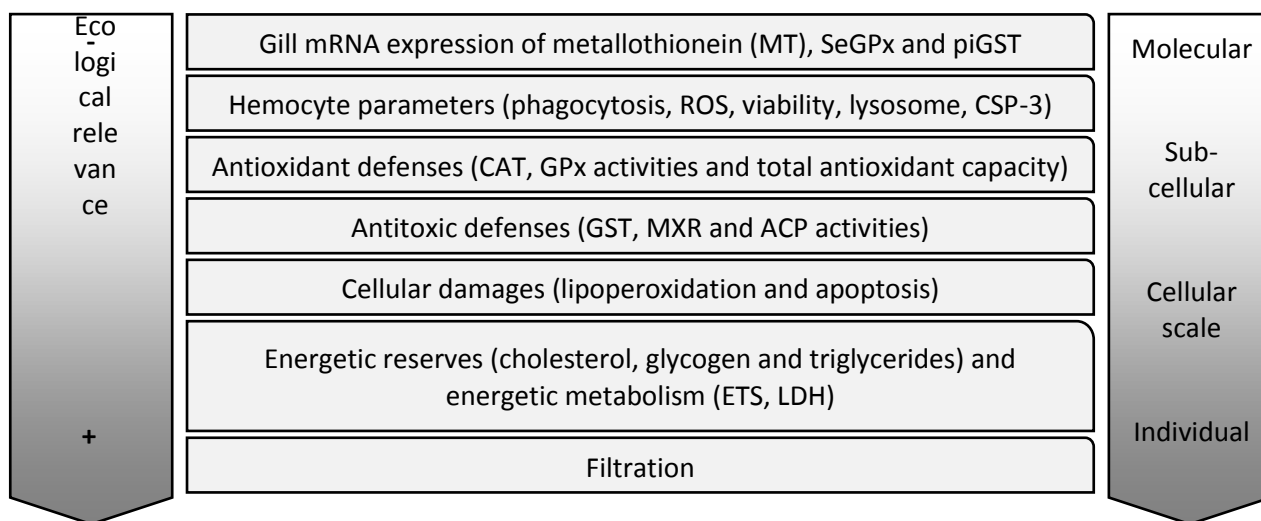 Eco
-
logi
cal
rele
van
ce
+
Gill mRNA expression of metallothionein (MT), SeGPx and piGST
Hemocyte parameters (phagocytosis, ROS, viability, lysosome, CSP-3)
Antioxidant defenses (CAT, GPx activities and total antioxidant capacity)
Antitoxic defenses (GST, MXR and ACP activities)
Cellular damages (lipoperoxidation and apoptosis)
Energetic reserves (cholesterol, glycogen and triglycerides) and
energetic metabolism (ETS, LDH)
Filtration
Molecular
Sub-
cellular
Cellular
scale
Individual